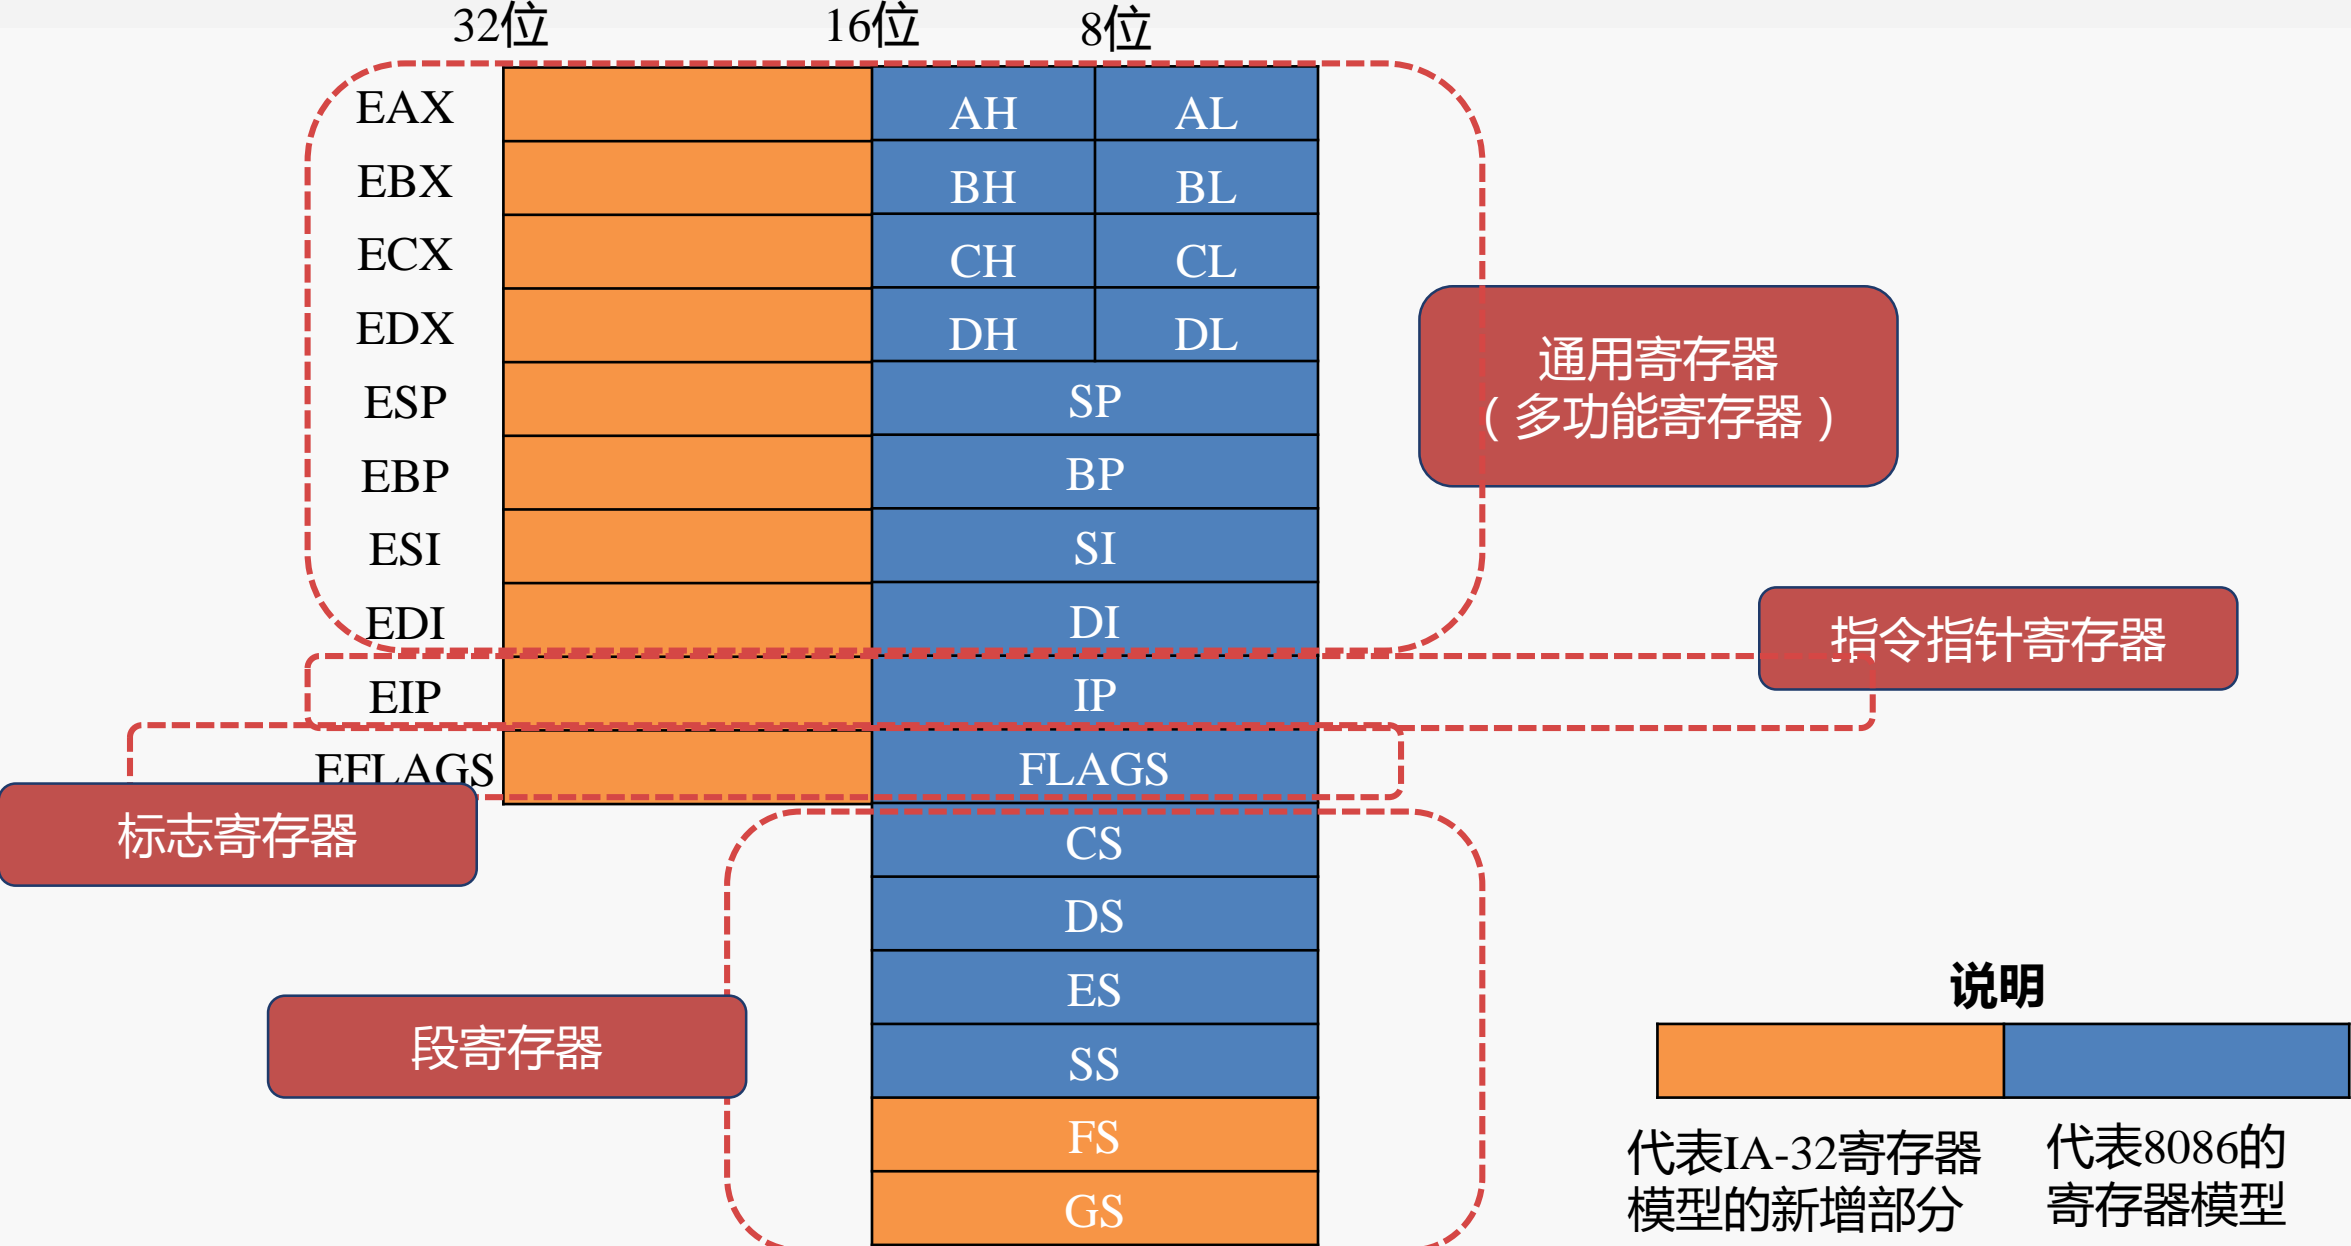 32位 16位 8位
EAX AH AL
EBX BH BL
ECX CH CL
EDX DH DL
通用寄存器
（多功能寄存器）
ESP SP
EBP BP
ESI SI
EDI DI
指令指针寄存器
EIP IP
EFLAGS FLAGS
标志寄存器
CS
DS
ES
段寄存器
SS
FS
GS
说明
代表IA-32寄存器
模型的新增部分
代表8086的
寄存器模型